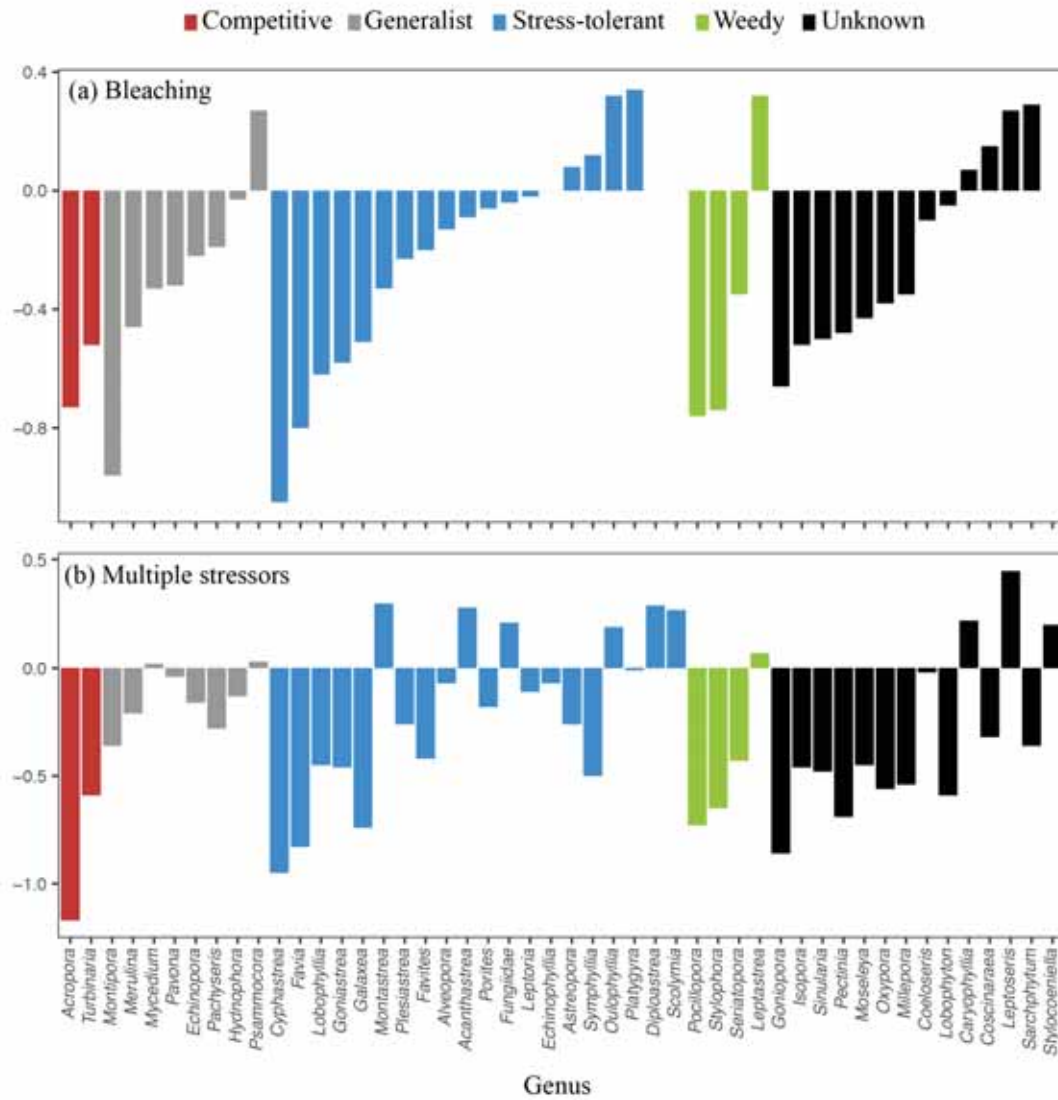 Competitive Generalist Stress-tolerant Weedy Unknown
(a) Bleaching
0.4
0.0
−0.4
−0.8
(b) Multiple stressors
0.5
0.0
−0.5
−1.0
Acropora
Turbinaria
Montipora
Merulina
Mycedium
Pavona
Echinopora
Pachyseris
Hydnophora
Psammocora
Cyphastrea
Favia
Lobophyllia
Goniastrea
Galaxea
Montastrea
Plesiastrea
Favites
Alveopora
Acanthastrea
Porites
Fungiidae
Leptoria
Echinophyllia
Astreopora
Symphyllia
Oulophyllia
Platygyra
Diploastrea
Scolymia
Pocillopora
Stylophora
Seriatopora
Leptastrea
Goniopora
Isopora
Sinularia
Pectinia
Moseleya
Oxypora
Millepora
Coeloseris
Lobophyton
Caryophyllia
Coscinaraea
Leptoseris
Sarchphytum
Stylocoeniella
Genus